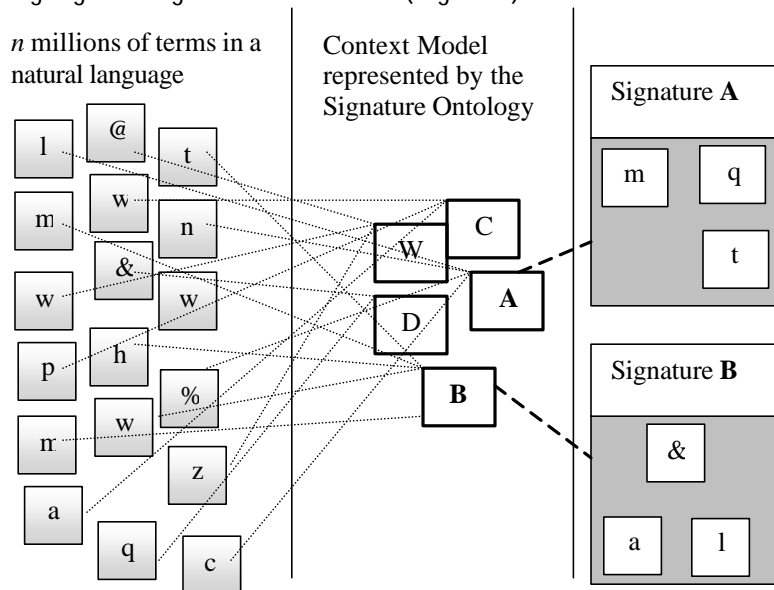 n millions of terms in a
natural language
Context Model
represented by the
Signature Ontology
Signature A
m
q
t
Signature B
&
a
l
l
@
t
m
w
n
w
&
w
p
h
%
m
w
z
a
q
c
C
W
A
D
B